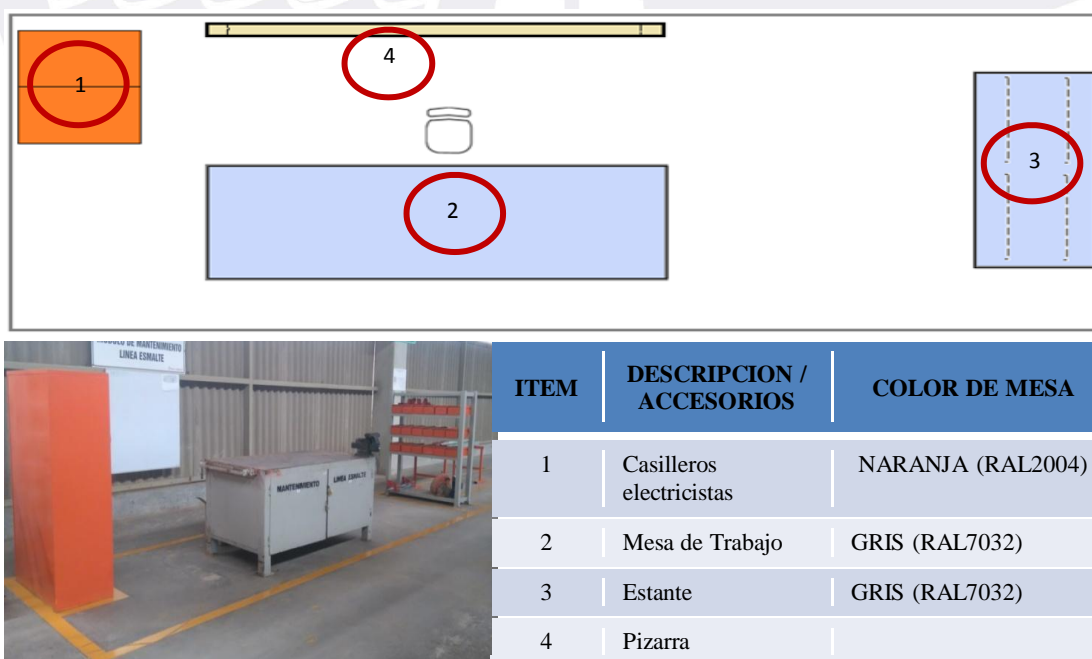 1
4
3
2
DE MANTENIMIENTO
LINEA ESMALTE
MANTENIMIENTO LINEA ESMALTE
ITEM DESCRIPCION / ACCESORIOS COLOR DE MESA
1 Casilleros electricistas NARANJA (RAL2004)
2 Mesa de Trabajo GRIS (RAL7032)
3 Estante GRIS (RAL7032)
4 Pizarra